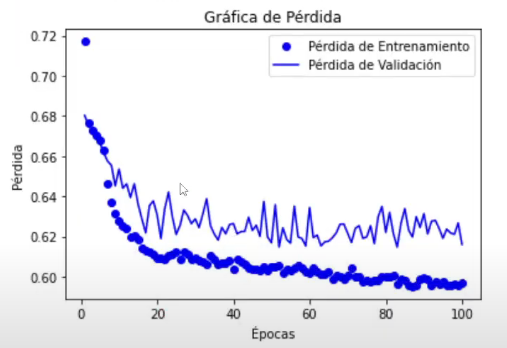 Gráfica de Pérdida
Pérdida de Entrenamiento
Pérdida de Validación
Pérdida
0.72
0.70
0.68
0.66
0.64
0.62
0.60
0
20
40
60
80
100
Épocas